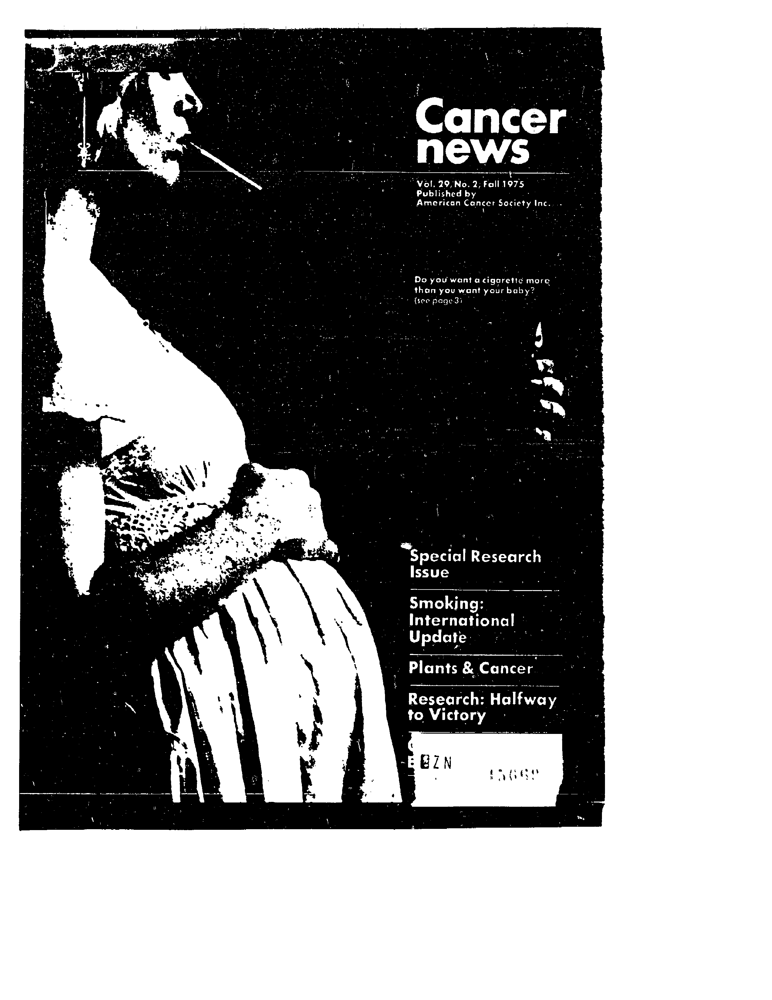 Cancer
news
Vol. 29, No. 2, Fall 1975
Published by
American Cancer Society Inc.
Do you want a cigarette more
than you want your baby?
(see page 3)
Special Research
Issue
Smoking:
International
Update
Plants & Cancer
Research: Halfway
to Victory
ZN